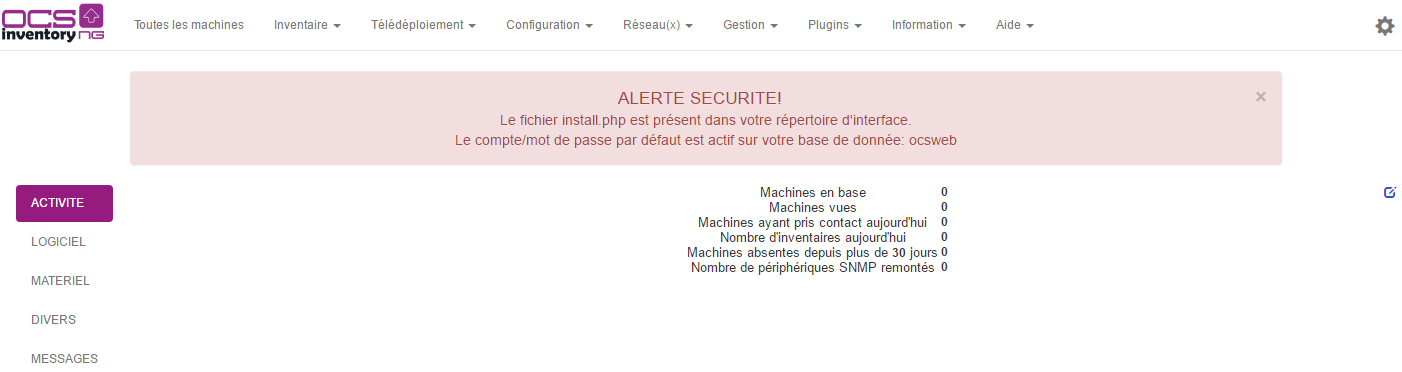 OCS
inventory NG
Toutes les machines Inventaire Télédéploiement Configuration Réseau(x) Gestion Plugins Information Aide
ALERTE SECURITE! ×
Le fichier install.php est présent dans votre répertoire d'interface.
Le compte/mot de passe par défaut est actif sur votre base de donnée: ocsweb
ACTIVITE
LOGICIEL
MATERIEL
DIVERS
MESSAGES
Machines en base 0
Machines vues 0
Machines ayant pris contact aujourd'hui 0
Nombre d'inventaires aujourd'hui 0
Machines absentes depuis plus de 30 jours 0
Nombre de périphériques SNMP remontés 0